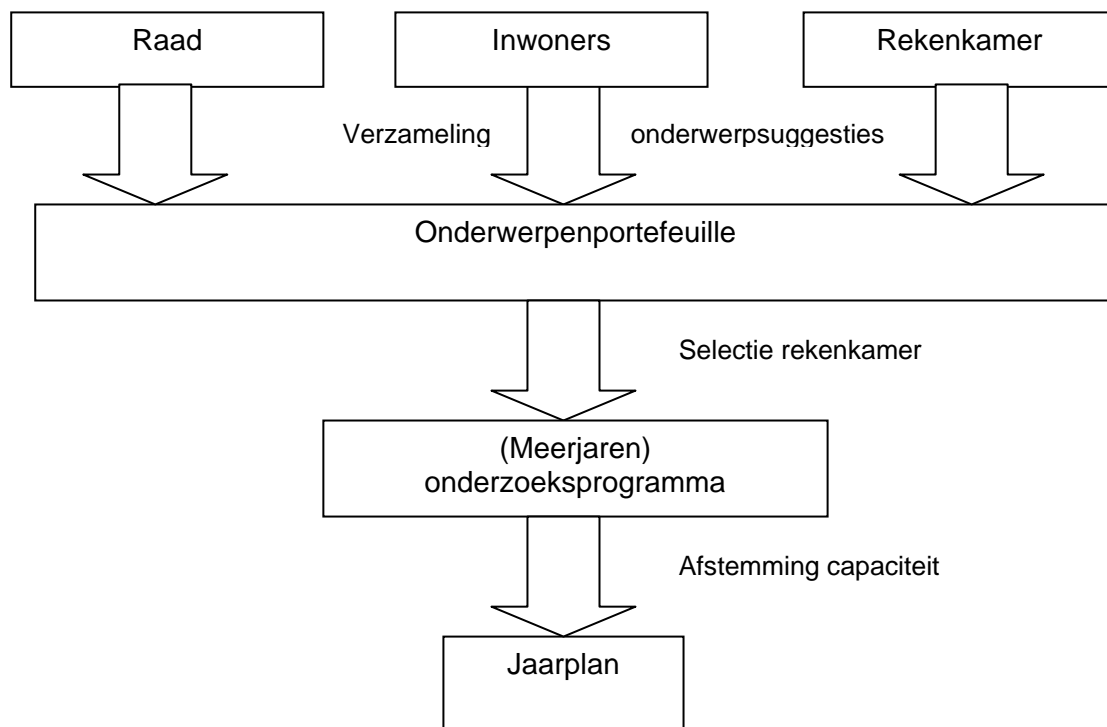 Raad
Inwoners
Rekenkamer
Verzameling
onderwerpsuggesties
Onderwerpenportefeuille
Selectie rekenkamer
(Meerjaren)
onderzoeksprogramma
Afstemming capaciteit
Jaarplan